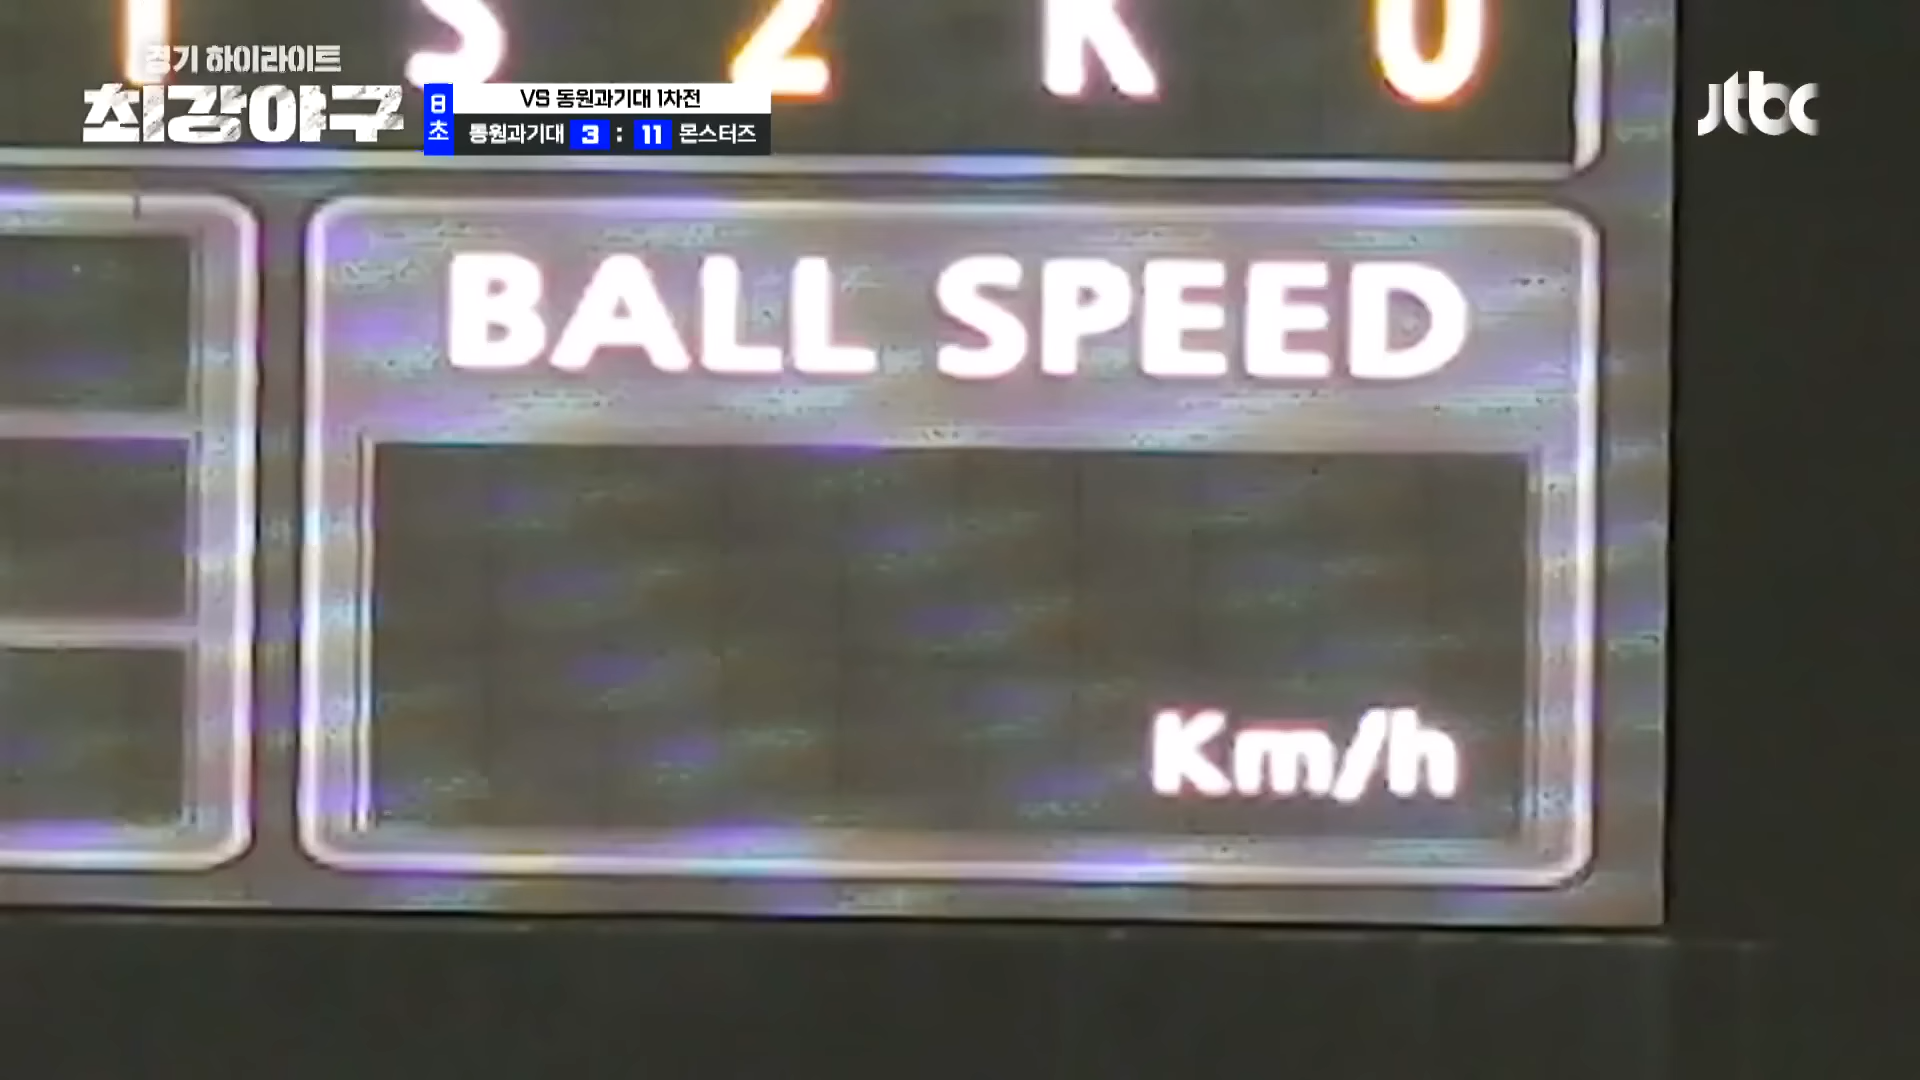 1 S 2 K 0
경기 하이라이트
최강야구
8
초
VS 동원과기대 1차전
동원과기대 3 : 11 몬스터즈
jtbc
BALL SPEED
Km/h